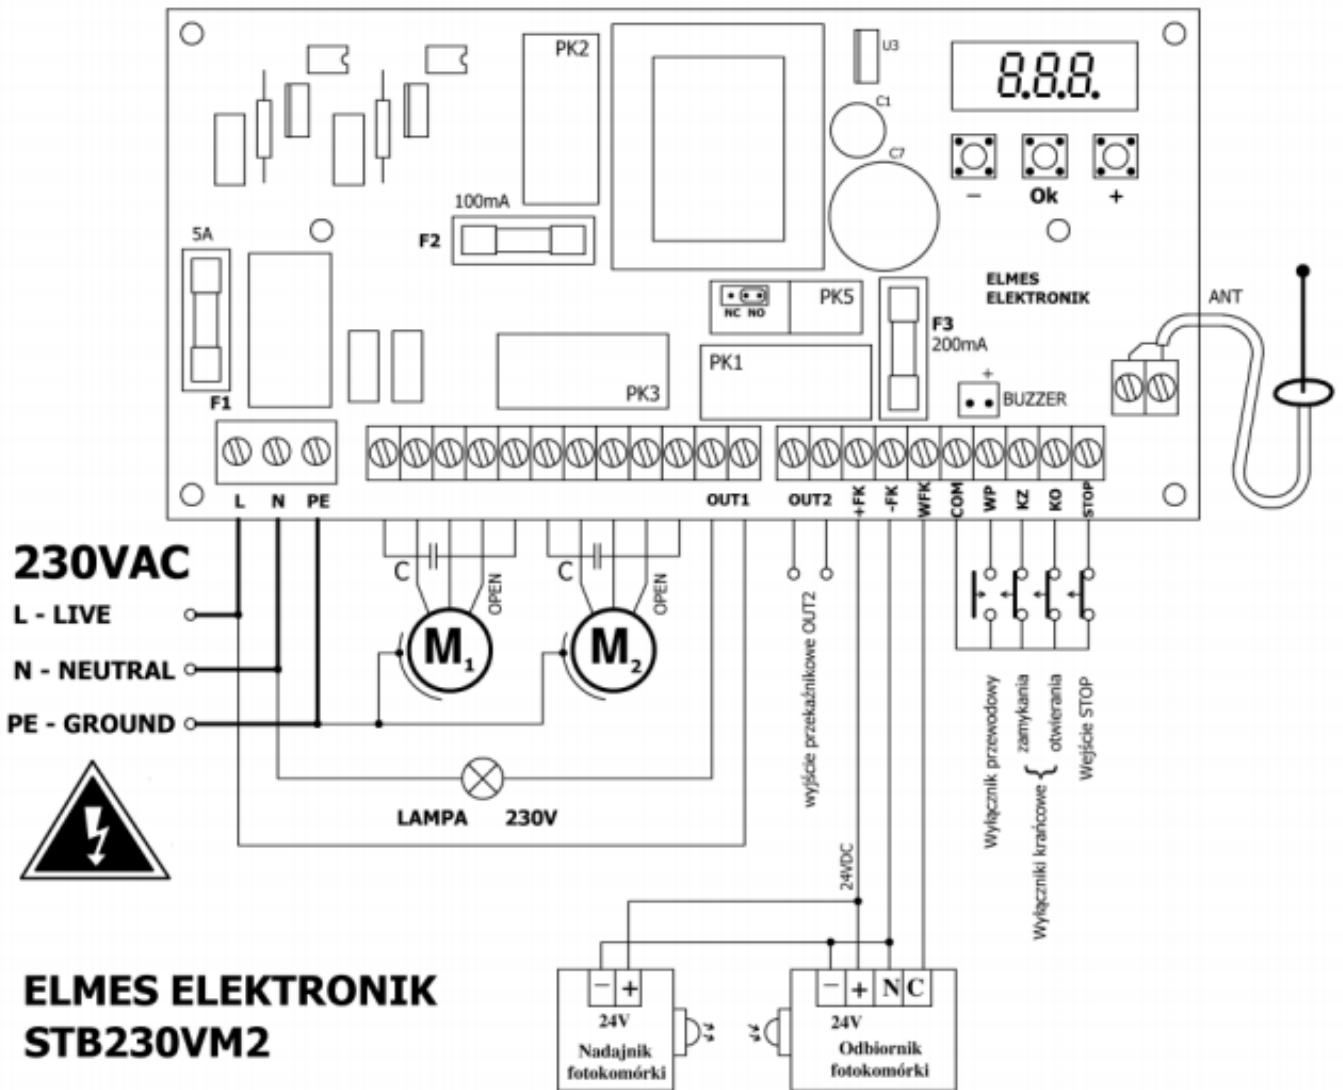 PK2
U3
8.8.8.
C1
C7
− Ok +
100mA
F2
5A
F1
ELMES
ELEKTRONIK
NC NO
PK5
F3
200mA
ANT
PK1
PK3
+
BUZZER
L N PE
OUT1
OUT2
+FK
-FK
WFK
COM
WP
KZ
KO
STOP
230VAC
L - LIVE
N - NEUTRAL
PE - GROUND
C
OPEN
M1
C
OPEN
M2
LAMPA 230V
wyjście przekaźnikowe OUT2
Wyłącznik przewodowy
zamykania
otwierania
Wyłączniki krańcowe
Wejście STOP
24VDC
ELMES ELEKTRONIK
STB230VM2
− +
24V
Nadajnik
fotokomórki
− + N C
24V
Odbiornik
fotokomórki